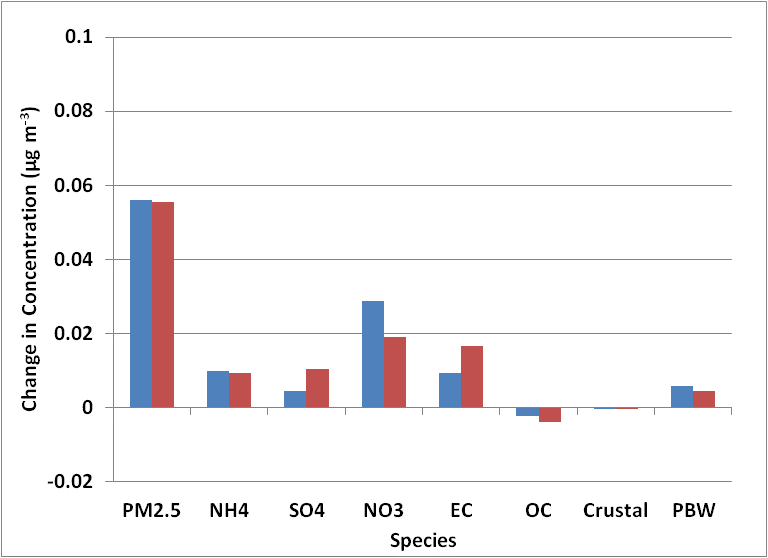 Change in Concentration (µg m⁻³)
0.1
0.08
0.06
0.04
0.02
0
-0.02
PM2.5 NH4 SO4 NO3 EC OC Crustal PBW
Species